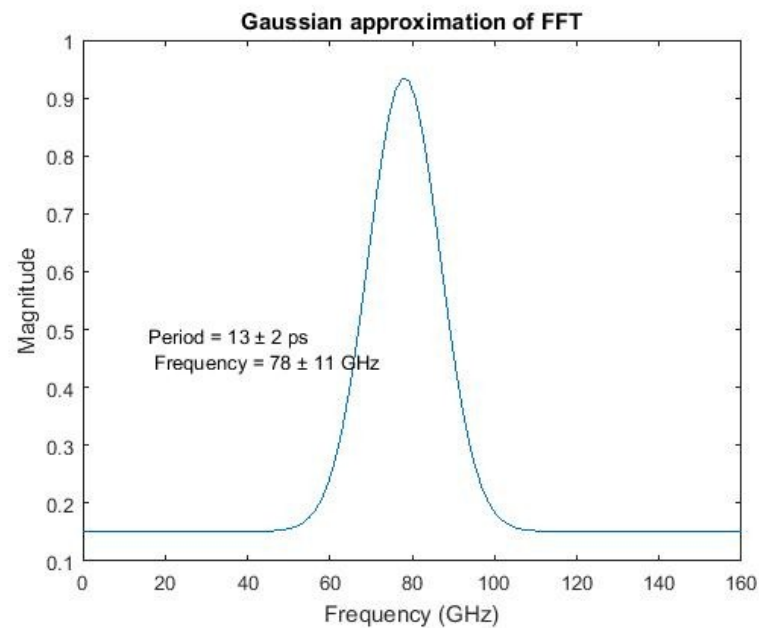 Gaussian approximation of FFT
1
0.9
0.8
0.7
0.6
0.5
0.4
0.3
0.2
0.1
Magnitude
Period = 13 ± 2 ps
Frequency = 78 ± 11 GHz
0 20 40 60 80 100 120 140 160
Frequency (GHz)